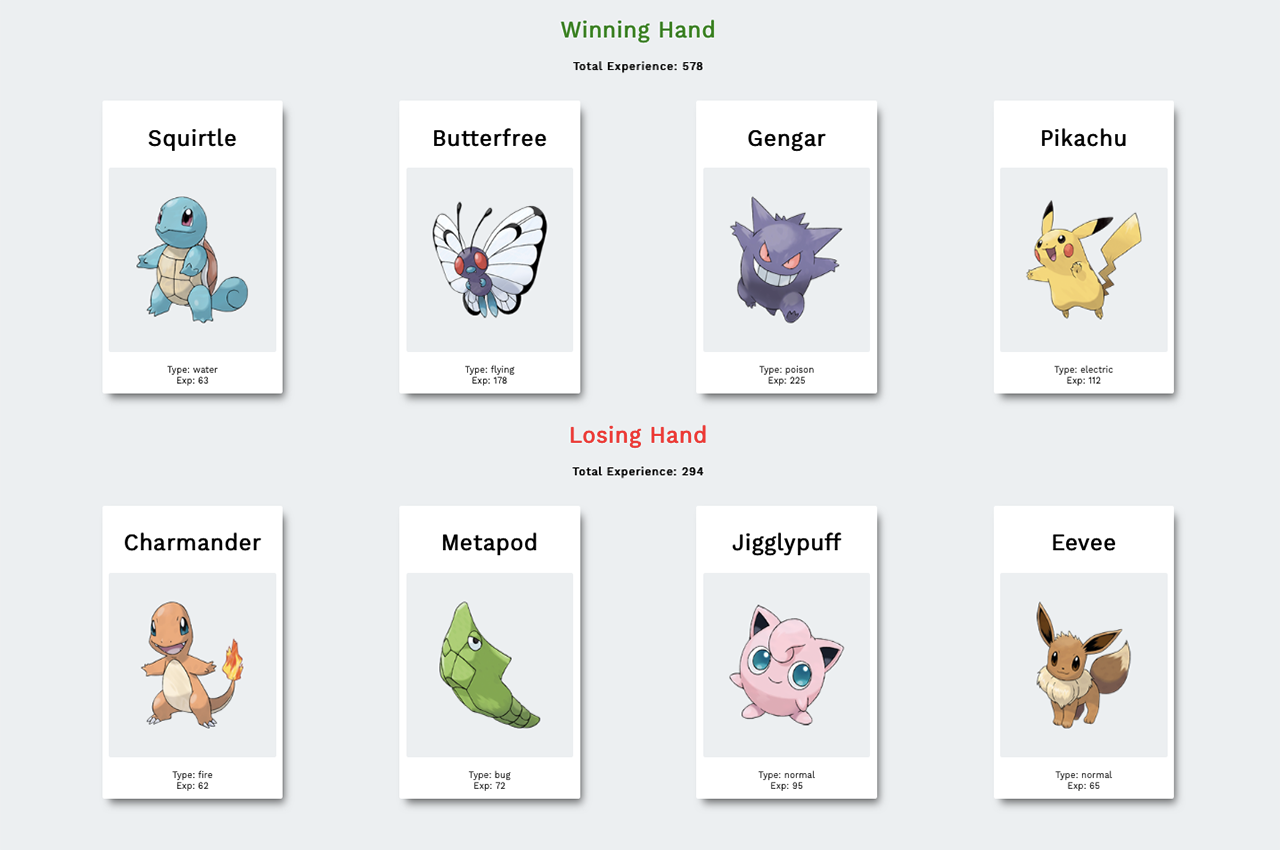 Winning Hand
Total Experience: 578
Squirtle
Butterfree
Gengar
Pikachu
Type: water
Exp: 63
Type: flying
Exp: 178
Type: poison
Exp: 225
Type: electric
Exp: 112
Losing Hand
Total Experience: 294
Charmander
Metapod
Jigglypuff
Eevee
Type: fire
Exp: 62
Type: bug
Exp: 72
Type: normal
Exp: 95
Type: normal
Exp: 65